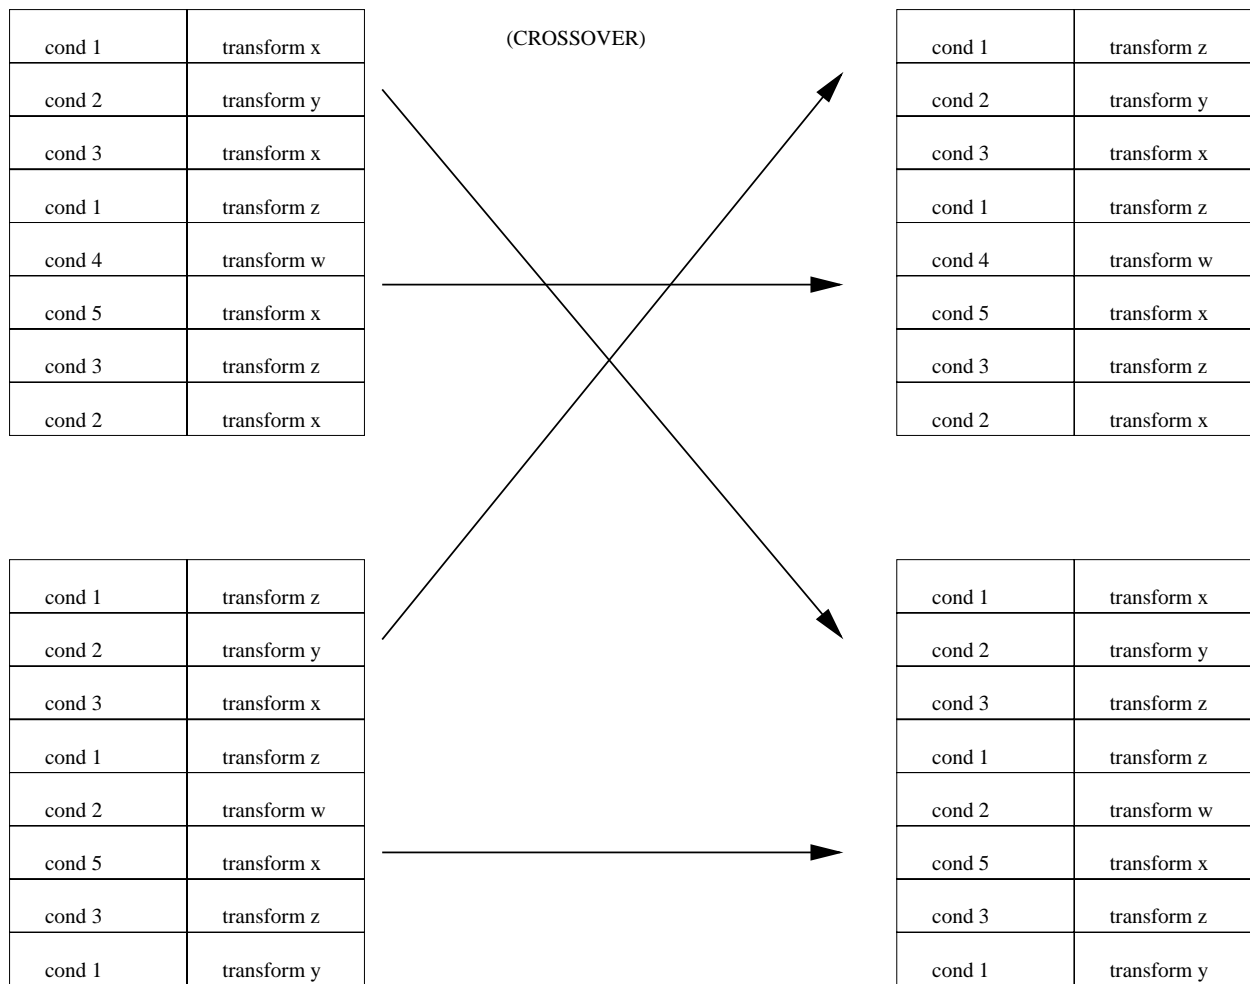 (CROSSOVER)
cond 1 transform x
cond 2 transform y
cond 3 transform x
cond 1 transform z
cond 4 transform w
cond 5 transform x
cond 3 transform z
cond 2 transform x
cond 1 transform z
cond 2 transform y
cond 3 transform x
cond 1 transform z
cond 4 transform w
cond 5 transform x
cond 3 transform z
cond 2 transform x
cond 1 transform z
cond 2 transform y
cond 3 transform x
cond 1 transform z
cond 2 transform w
cond 5 transform x
cond 3 transform z
cond 1 transform y
cond 1 transform x
cond 2 transform y
cond 3 transform z
cond 1 transform z
cond 2 transform w
cond 5 transform x
cond 3 transform z
cond 1 transform y